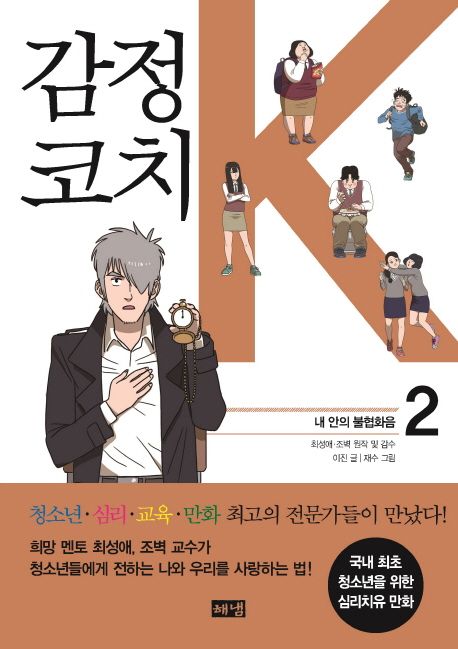 감정
코치
K
내 안의 불협화음
2
최성애·조벽 원작 및 감수
이진 글 | 재수 그림
청소년·심리·교육·만화 최고의 전문가들이 만났다!
희망 멘토 최성애, 조벽 교수가
청소년들에게 전하는 나와 우리를 사랑하는 법!
국내 최초
청소년을 위한
심리치유 만화
해냄